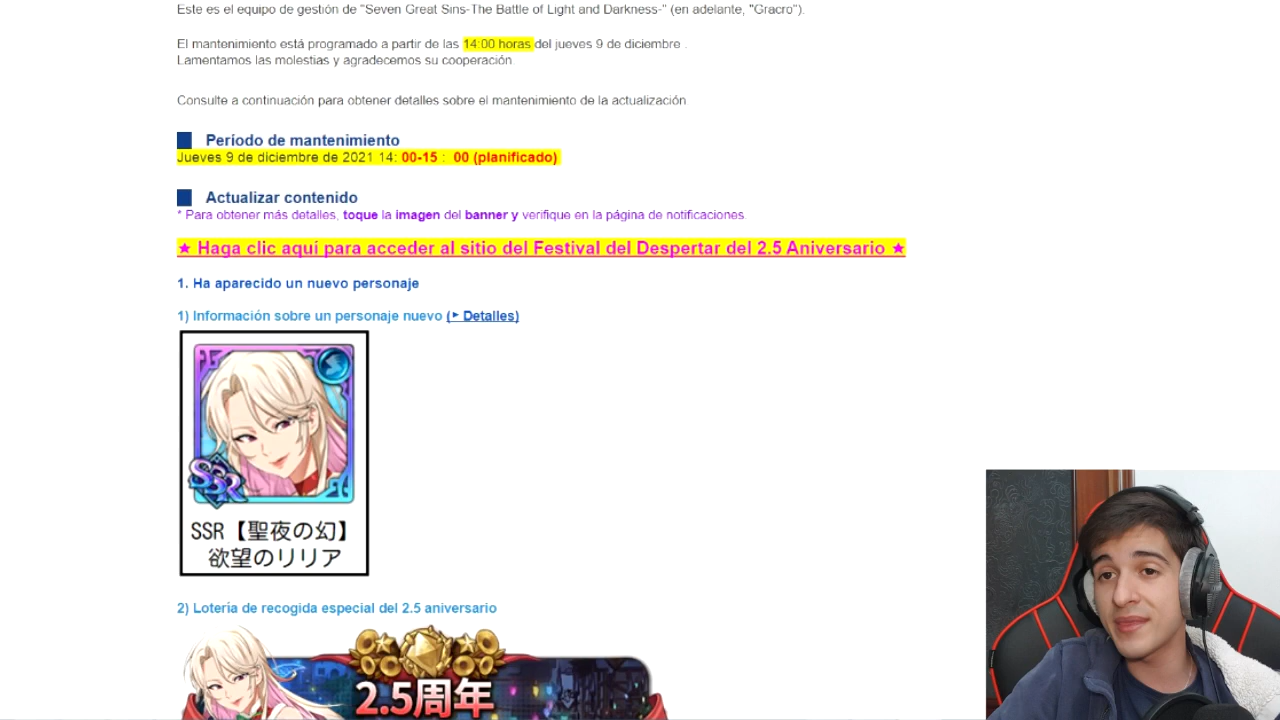 Este es el equipo de gestión de "Seven Great Sins-The Battle of Light and Darkness-" (en adelante, "Gracro").
El mantenimiento está programado a partir de las 14:00 horas del jueves 9 de diciembre .
Lamentamos las molestias y agradecemos su cooperación
Consulte a continuación para obtener detalles sobre el mantenimiento de la actualización
Período de mantenimiento
Jueves 9 de diciembre de 2021 14: 00-15 : 00 (planificado)
Actualizar contenido
* Para obtener más detalles, toque la imagen del banner y verifique en la página de notificaciones
★ Haga clic aquí para acceder al sitio del Festival del Despertar del 2.5 Aniversario ★
1. Ha aparecido un nuevo personaje
1) Información sobre un personaje nuevo (‣ Detalles)
SSR
SSR【聖夜の幻】
欲望のリリア
2) Lotería de recogida especial del 2.5 aniversario
2.5周年